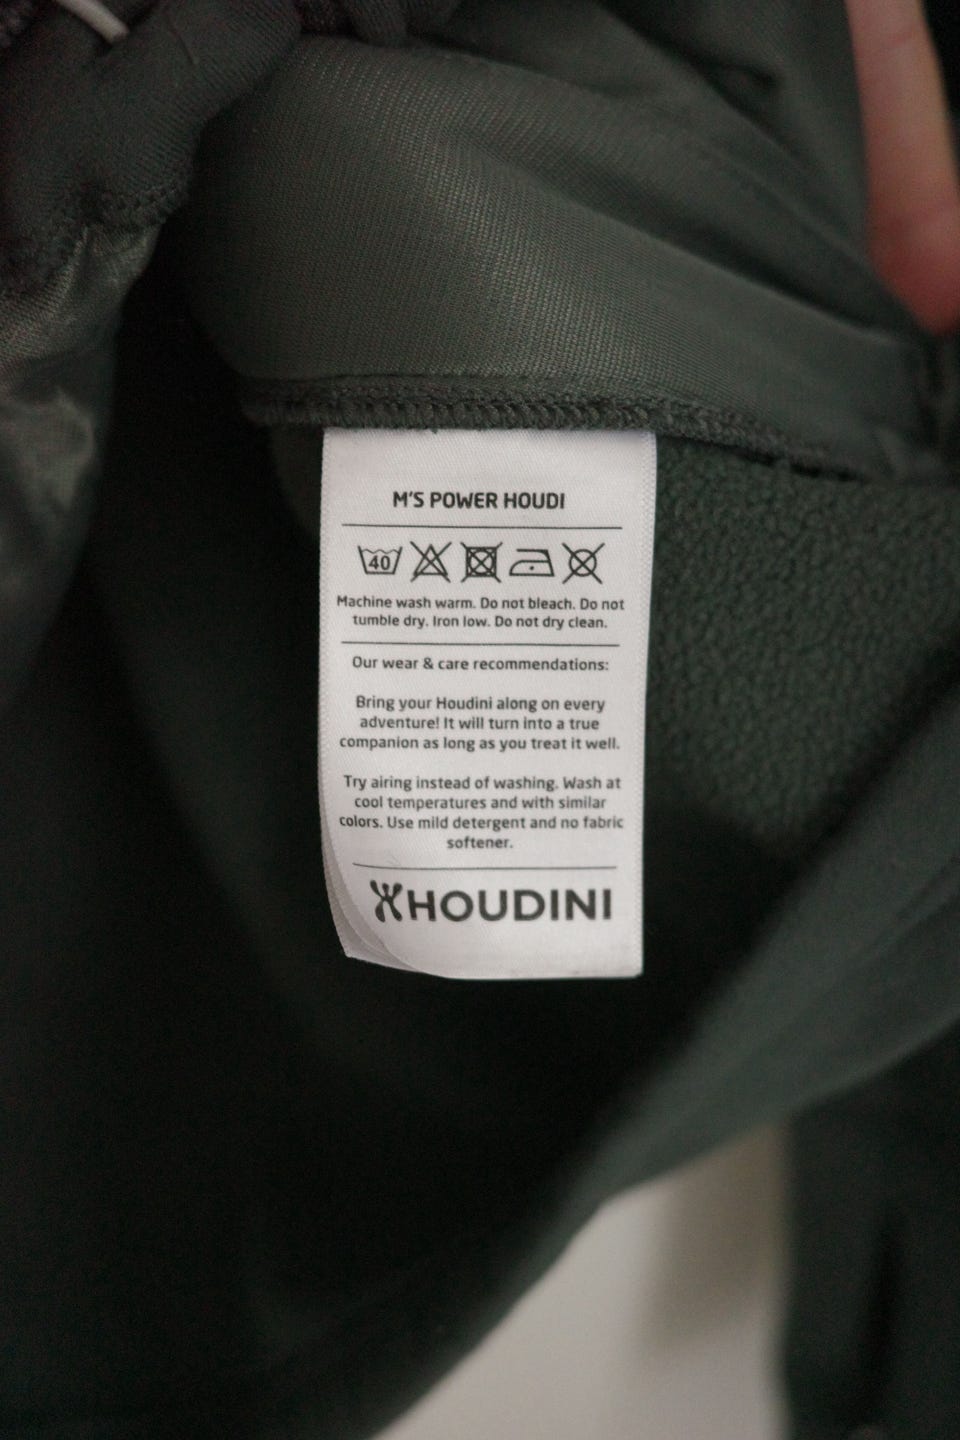 M'S POWER HOUDI
40
Machine wash warm. Do not bleach. Do not
tumble dry. Iron low. Do not dry clean.
Our wear & care recommendations:
Bring your Houdini along on every
adventure! It will turn into a true
companion as long as you treat it well.
Try airing instead of washing. Wash at
cool temperatures and with similar
colors. Use mild detergent and no fabric
softener.
HOUDINI